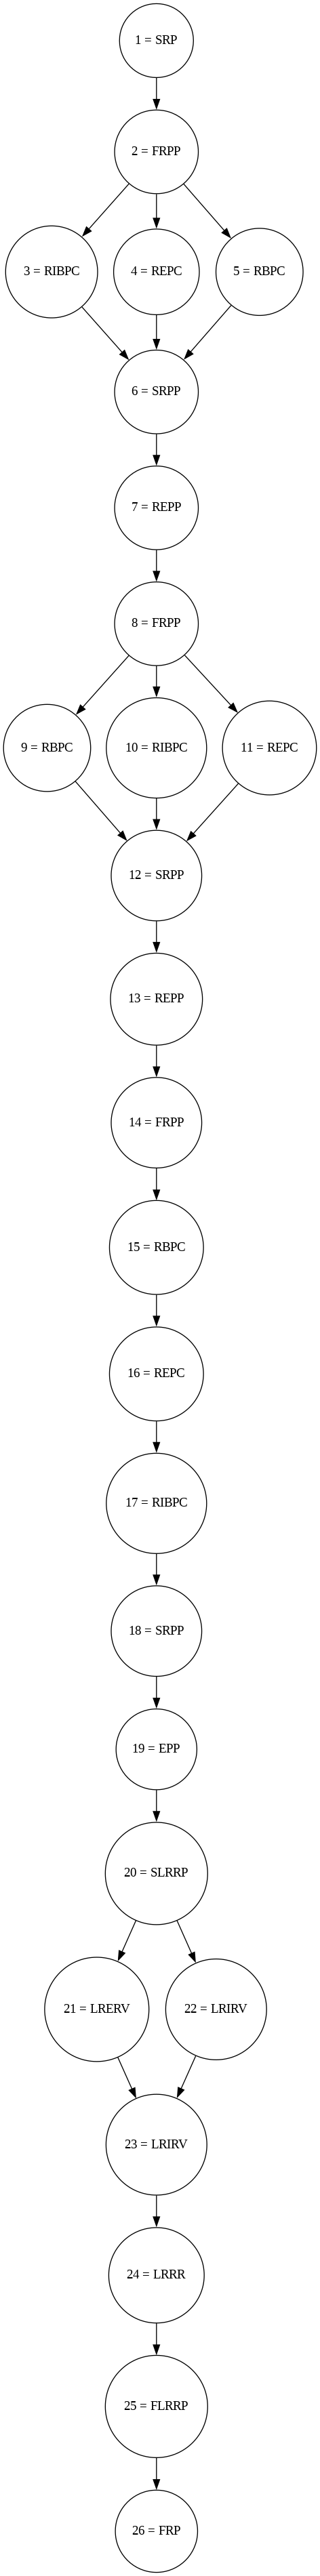 1 = SRP
2 = FRPP
3 = RIBPC
4 = REPC
5 = RBPC
6 = SRPP
7 = REPP
8 = FRPP
9 = RBPC
10 = RIBPC
11 = REPC
12 = SRPP
13 = REPP
14 = FRPP
15 = RBPC
16 = REPC
17 = RIBPC
18 = SRPP
19 = EPP
20 = SLRRP
21 = LRERV
22 = LRIRV
23 = LRIRV
24 = LRRR
25 = FLRRP
26 = FRP